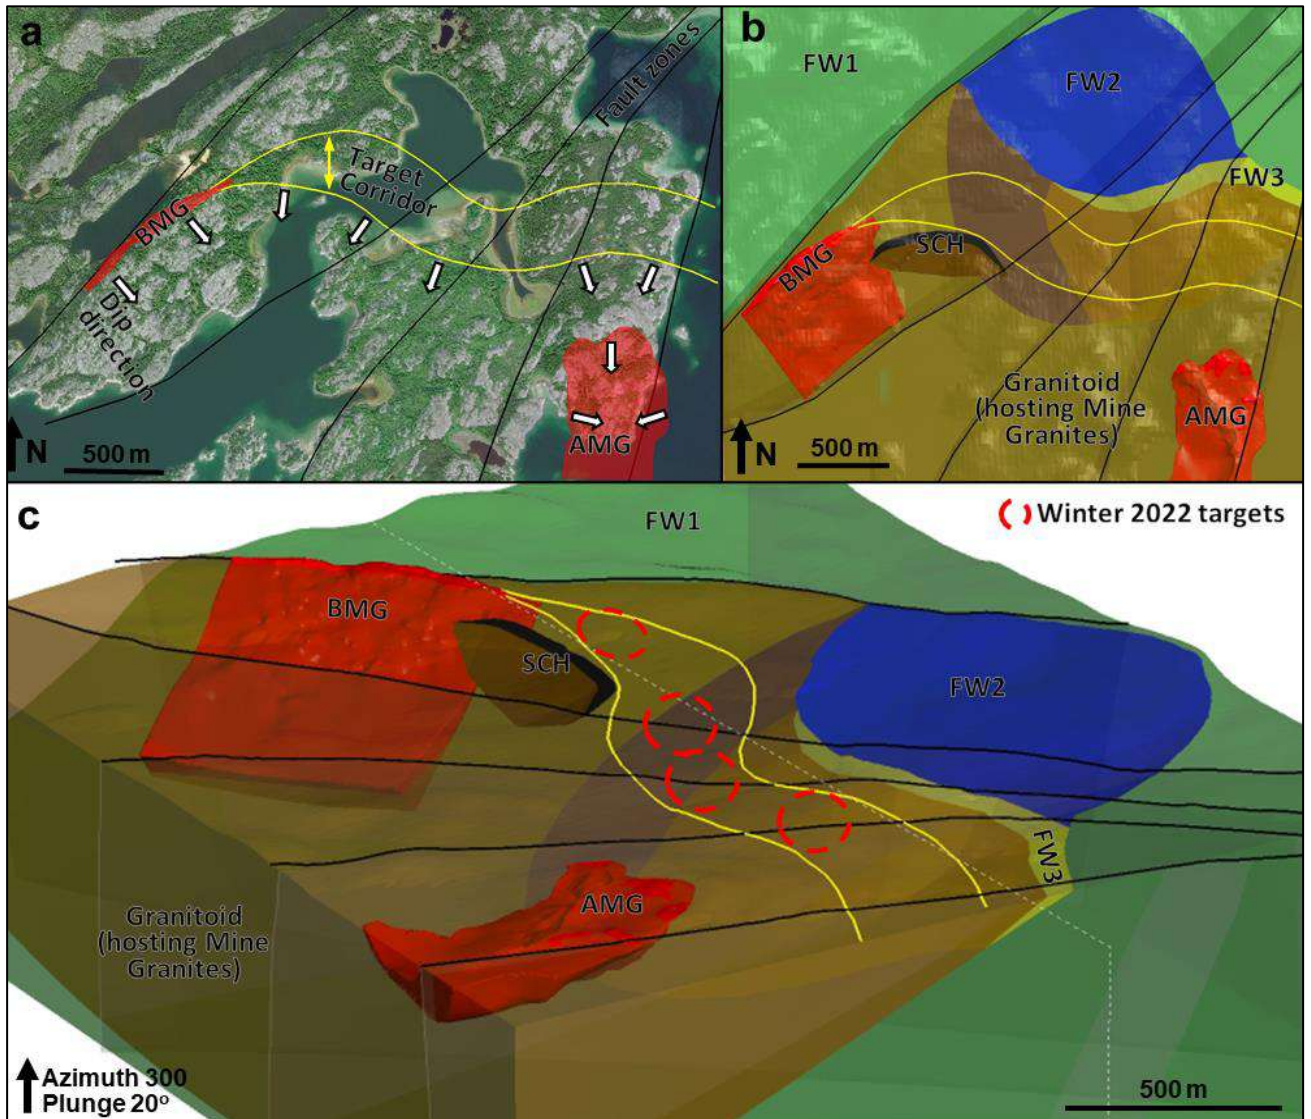 a
Fault zones
Target
Corridor
BMG
Dip
direction
AMG
N
500 m
b
FW1
FW2
FW3
SCH
BMG
Granitoid
(hosting Mine
Granites)
AMG
N
500 m
c
FW1
Winter 2022 targets
BMG
SCH
FW2
FW3
AMG
Granitoid
(hosting Mine
Granites)
Azimuth 300
Plunge 20°
500 m